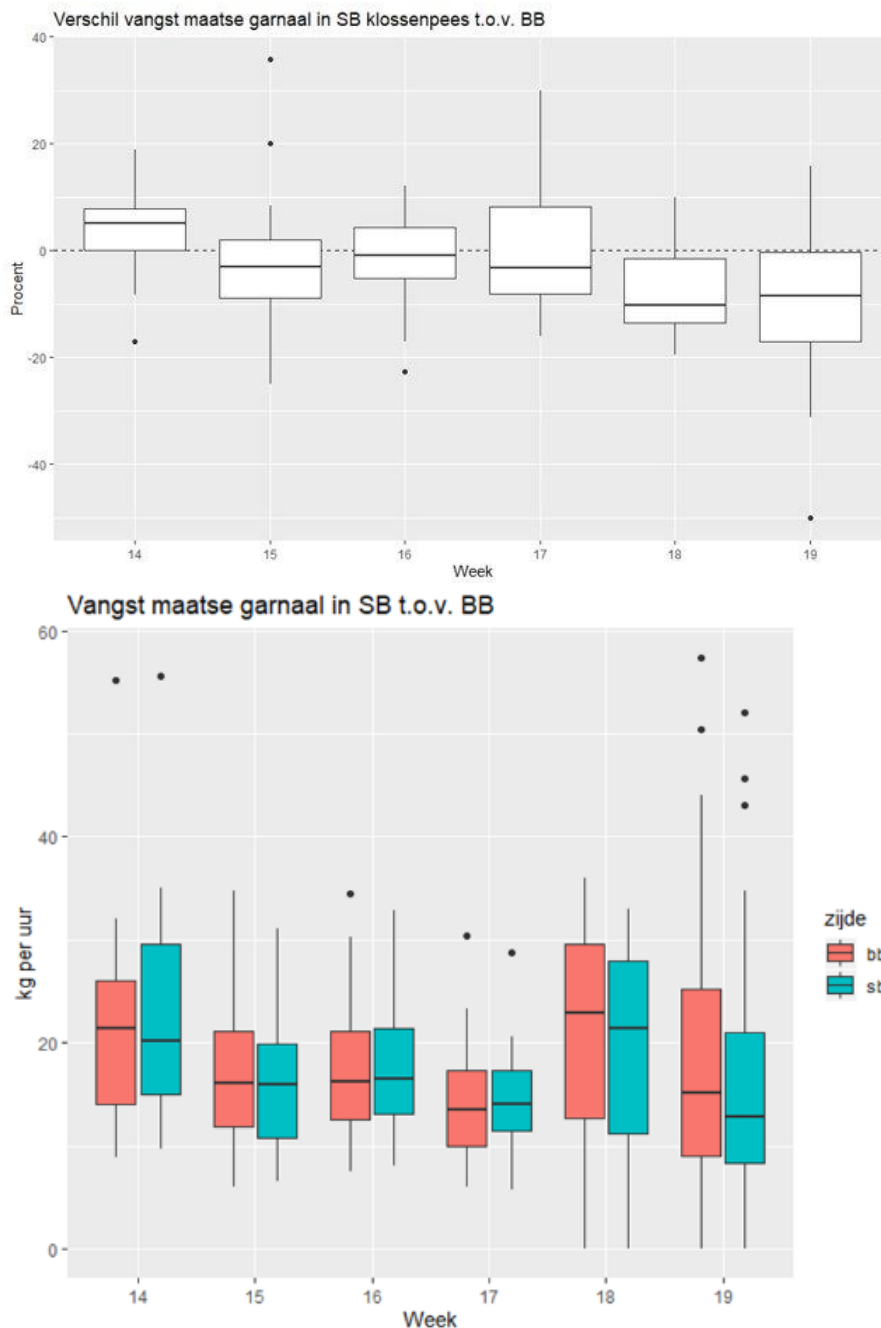 Verschil vangst maatse garnaal in SB klossenpees t.o.v. BB
40
20
0
-20
-40
Procent
14 15 16 17 18 19
Week
Vangst maatse garnaal in SB t.o.v. BB
60
40
20
0
kg per uur
zijde
bb
sb
14 15 16 17 18 19
Week